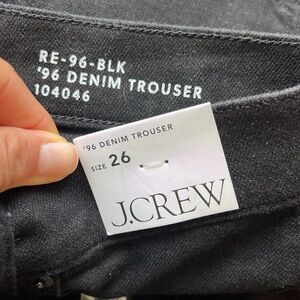 RE-96-BLK
'96 DENIM TROUSER
104046
'96 DENIM TROUSER
SIZE 26
J.CREW